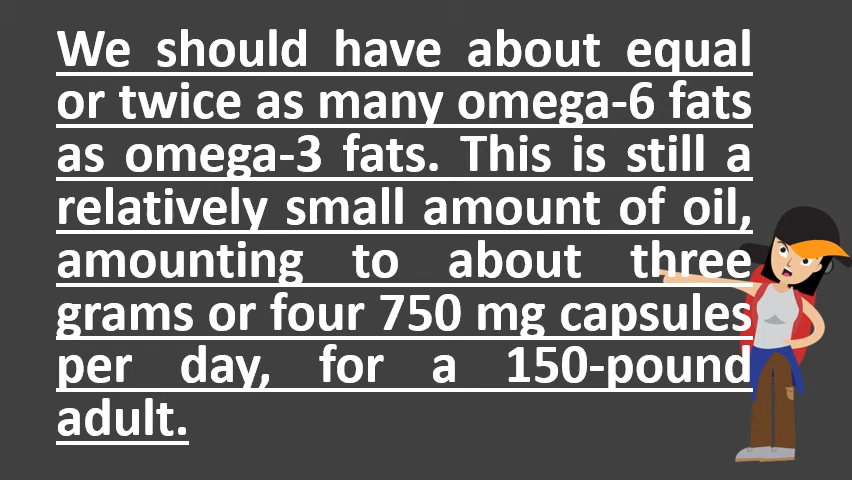 We should have about equal
or twice as many omega-6 fats
as omega-3 fats. This is still a
relatively small amount of oil,
amounting to about three
grams or four 750 mg capsules
per day, for a 150-pound
adult.